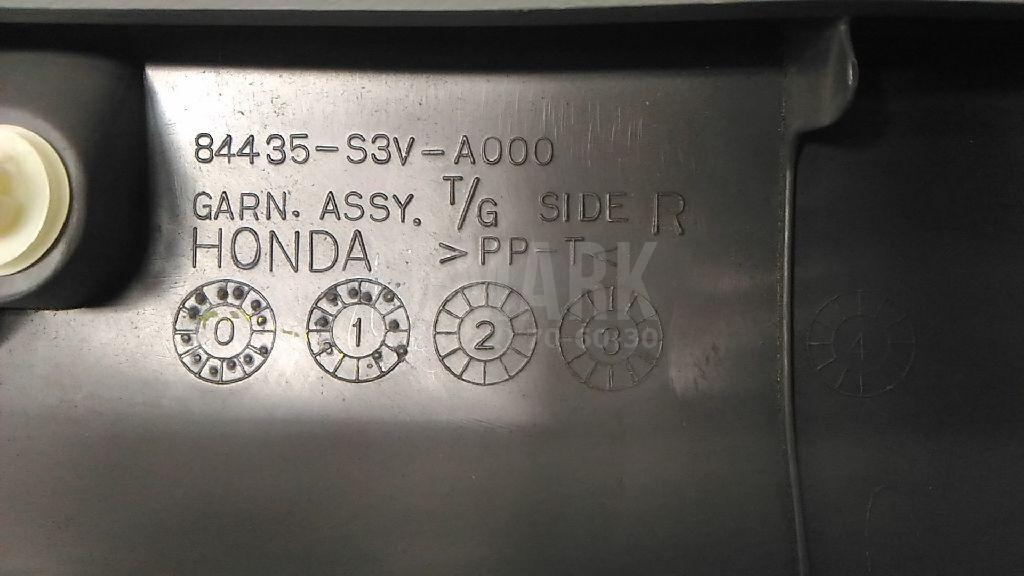 84435-S3V-A000
GARN. ASSY. T/G SIDE R
HONDA >PP-T<
0 1 2 3 4